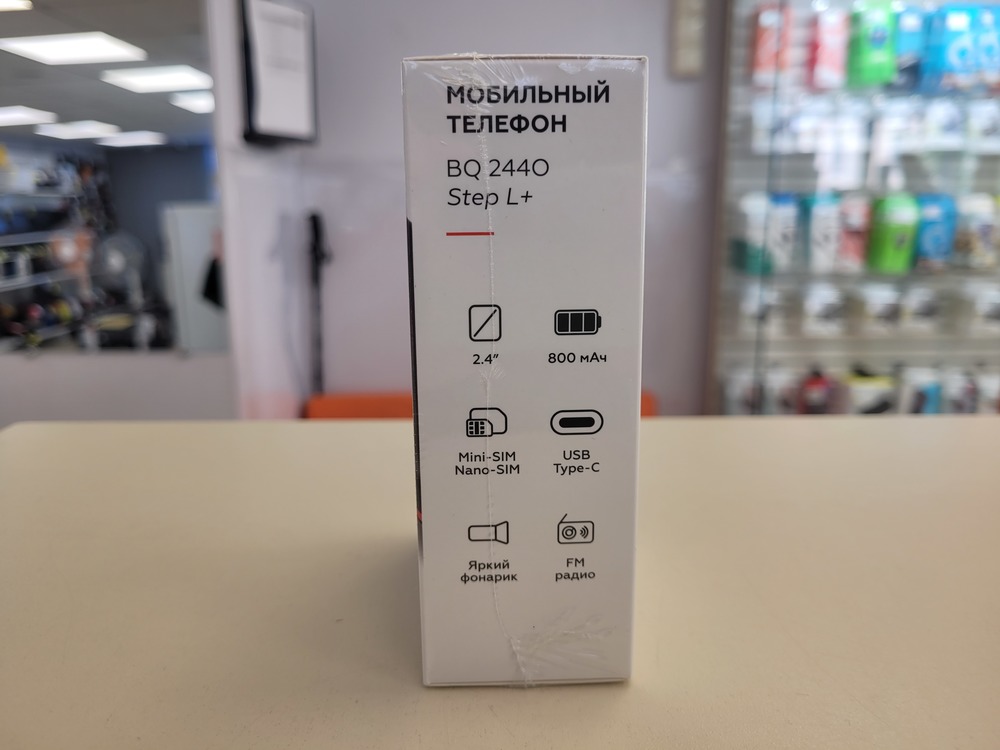 МОБИЛЬНЫЙ
ТЕЛЕФОН
BQ 2440
Step L+
2.4"
800 мАч
Mini-SIM
Nano-SIM
USB
Type-C
Яркий
фонарик
FM
радио